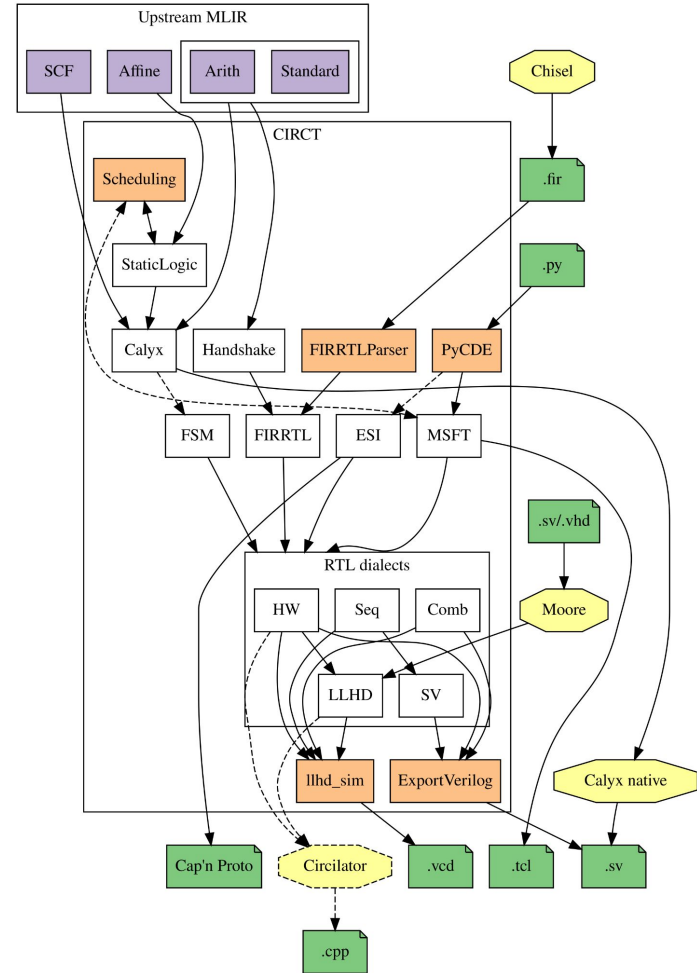 Upstream MLIR
SCF
Affine
Arith
Standard
Chisel
CIRCT
Scheduling
.fir
StaticLogic
.py
Calyx
Handshake
FIRRTLParser
PyCDE
FSM
FIRRTL
ESI
MSFT
.sv/.vhd
RTL dialects
HW
Seq
Comb
Moore
LLHD
SV
llhd_sim
ExportVerilog
Calyx native
Cap'n Proto
Circilator
.vcd
.tcl
.sv
.cpp